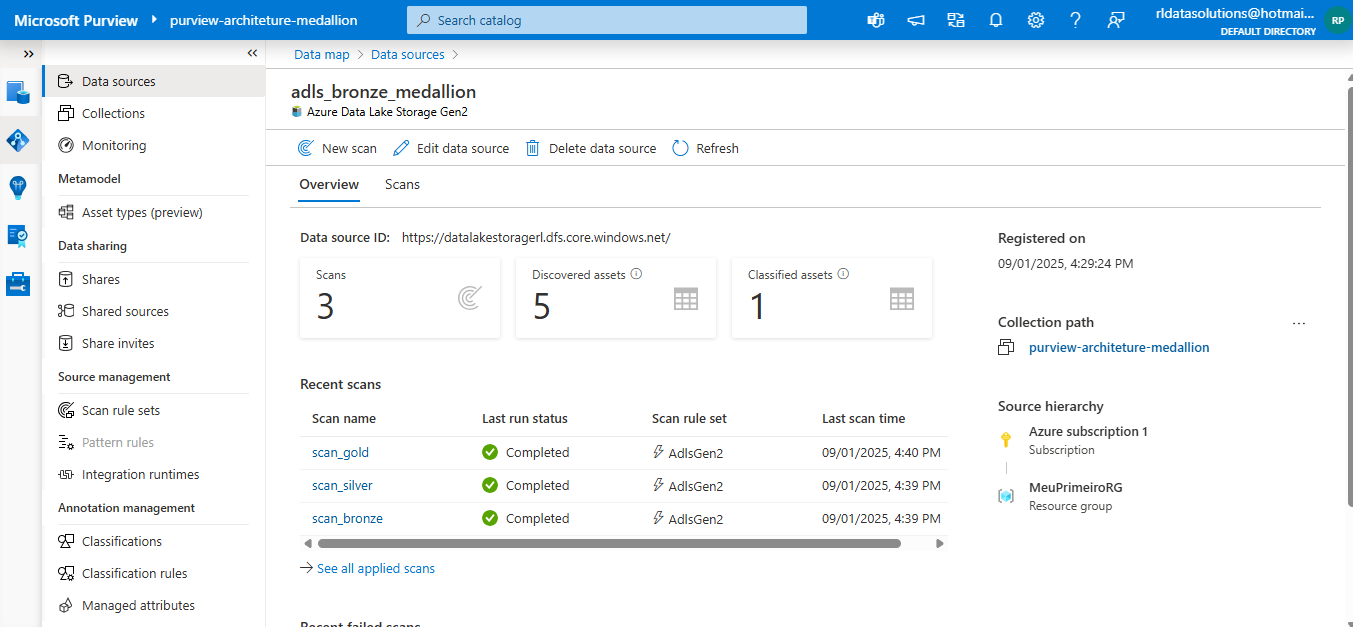 Microsoft Purview purview-architeture-medallion Search catalog rldatasolutions@hotmai... DEFAULT DIRECTORY RP
Data sources
Collections
Monitoring
Metamodel
Asset types (preview)
Data sharing
Shares
Shared sources
Share invites
Source management
Scan rule sets
Pattern rules
Integration runtimes
Annotation management
Classifications
Classification rules
Managed attributes
Data map Data sources
adls_bronze_medallion
Azure Data Lake Storage Gen2
New scan Edit data source Delete data source Refresh
Overview Scans
Data source ID: https://datalakestoragerl.dfs.core.windows.net/
Scans
3
Discovered assets
5
Classified assets
1
Recent scans
Scan name Last run status Scan rule set Last scan time
scan_gold Completed AdlsGen2 09/01/2025, 4:40 PM
scan_silver Completed AdlsGen2 09/01/2025, 4:39 PM
scan_bronze Completed AdlsGen2 09/01/2025, 4:39 PM
See all applied scans
Recent failed scans
Registered on
09/01/2025, 4:29:24 PM
Collection path ...
purview-architeture-medallion
Source hierarchy
Azure subscription 1
Subscription
MeuPrimeiroRG
Resource group